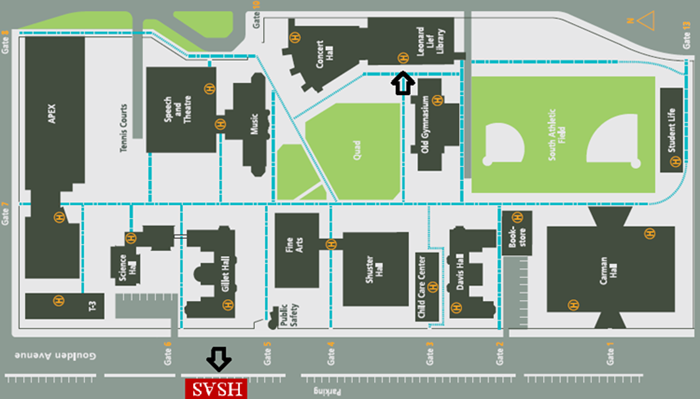 Gate 8
Gate 10
Gate 13
N
APEX
Tennis Courts
Speech
and
Theatre
Music
Concert
Hall
Leonard
Lief
Library
Quad
Old Gymnasium
South Athletic
Field
Student Life
Gate 7
T-3
Science
Hall
Gillet Hall
Fine
Arts
Public
Safety
Shuster
Hall
Child Care Center
Davis Hall
Book-
store
Carman
Hall
Goulden Avenue
Gate 6
Gate 5
Gate 4
Gate 3
Gate 2
Gate 1
HSAS
Parking